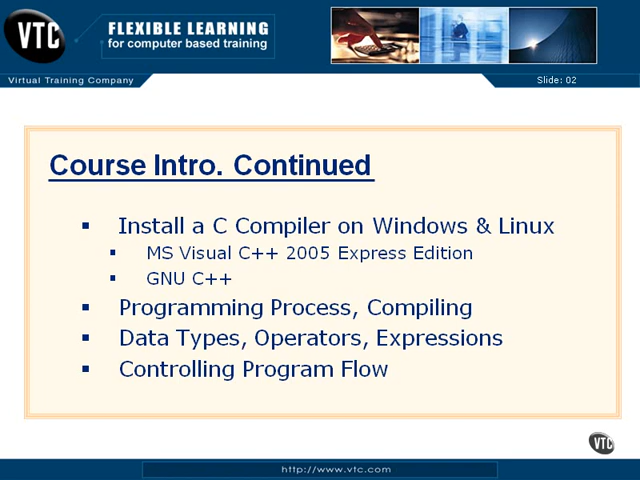 VTC
FLEXIBLE LEARNING
for computer based training
Virtual Training Company
Slide: 02
Course Intro. Continued
▪ Install a C Compiler on Windows & Linux
▪ MS Visual C++ 2005 Express Edition
▪ GNU C++
▪ Programming Process, Compiling
▪ Data Types, Operators, Expressions
▪ Controlling Program Flow
VTC
http://www.vtc.com